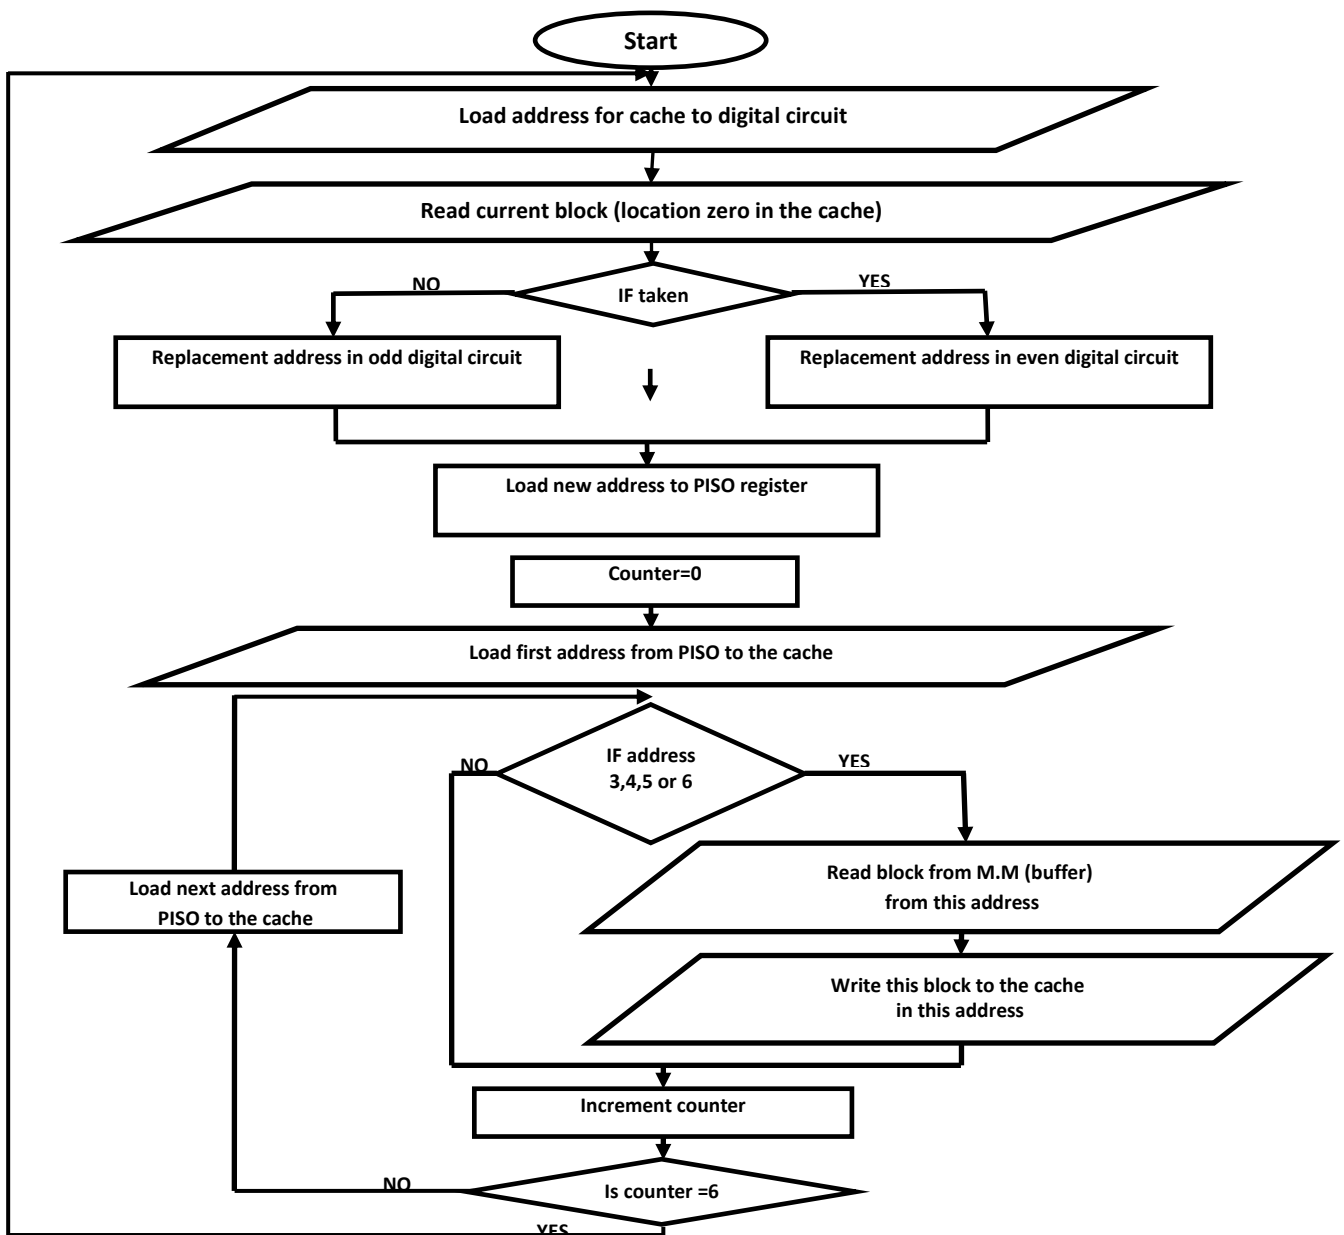 Start
Load address for cache to digital circuit
Read current block (location zero in the cache)
NO
IF taken
YES
Replacement address in odd digital circuit
Replacement address in even digital circuit
Load new address to PISO register
Counter=0
Load first address from PISO to the cache
IF address
3,4,5 or 6
NO
YES
Read block from M.M (buffer)
from this address
Load next address from
PISO to the cache
Write this block to the cache
in this address
Increment counter
NO
Is counter =6
YES